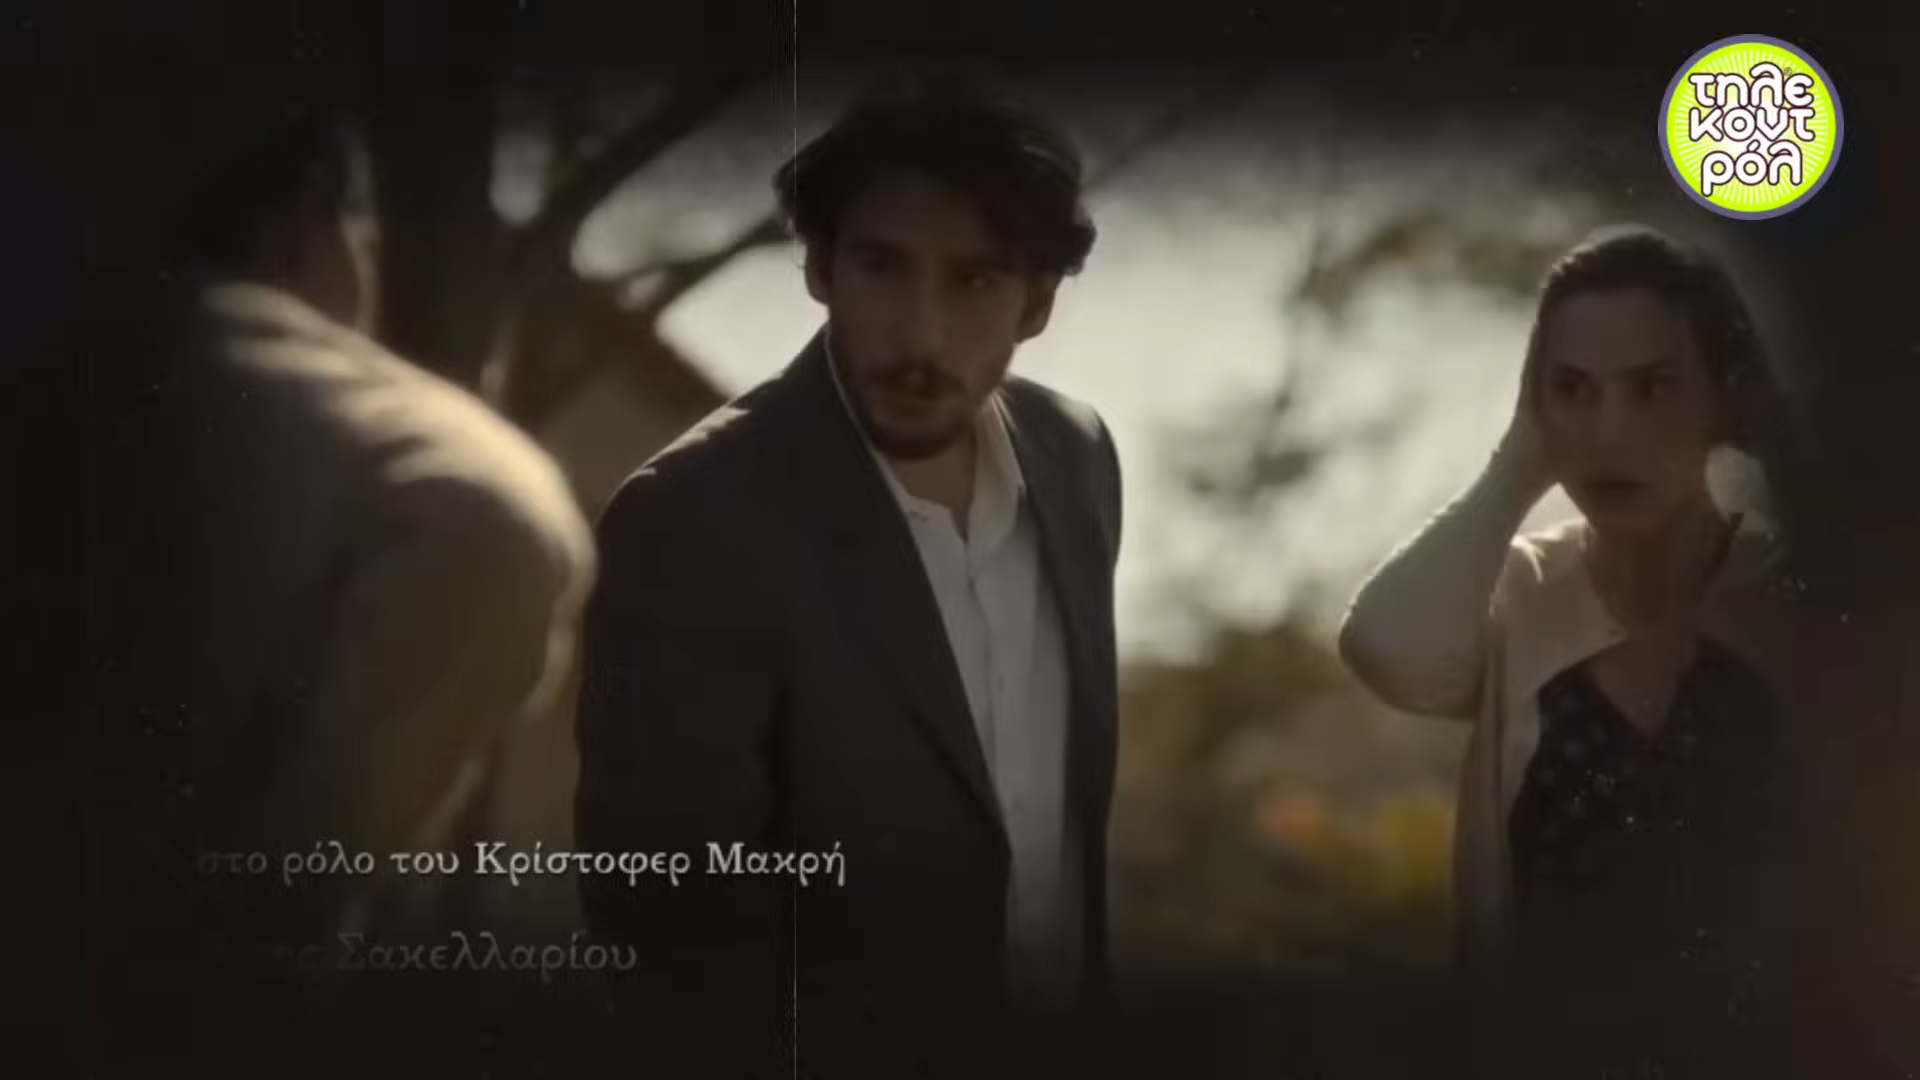 τηλε
κοντ
ρόλ
στο ρόλο του Κρίστοφερ Μακρή
Σακελλαρίου